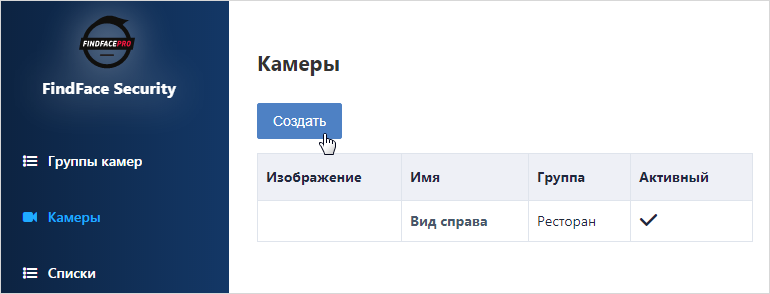 FINDFACEPRO
FindFace Security
Группы камер
Камеры
Списки
Камеры
Создать
Изображение Имя Группа Активный
Вид справа Ресторан